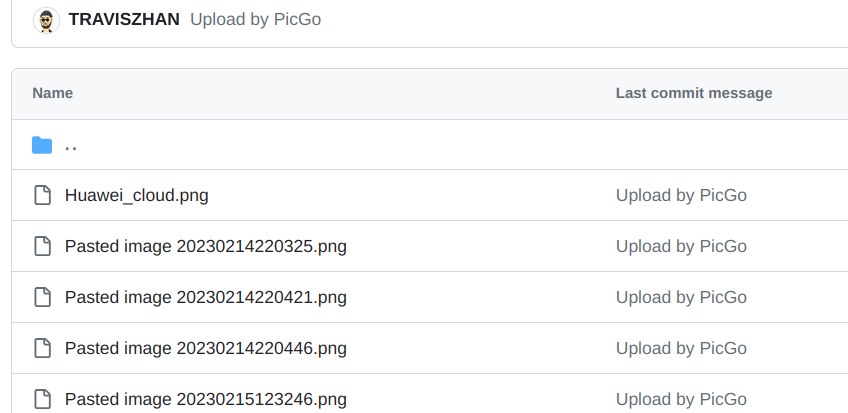 TRAVISZHAN Upload by PicGo
Name Last commit message
..
Huawei_cloud.png Upload by PicGo
Pasted image 20230214220325.png Upload by PicGo
Pasted image 20230214220421.png Upload by PicGo
Pasted image 20230214220446.png Upload by PicGo
Pasted image 20230215123246.png Upload by PicGo